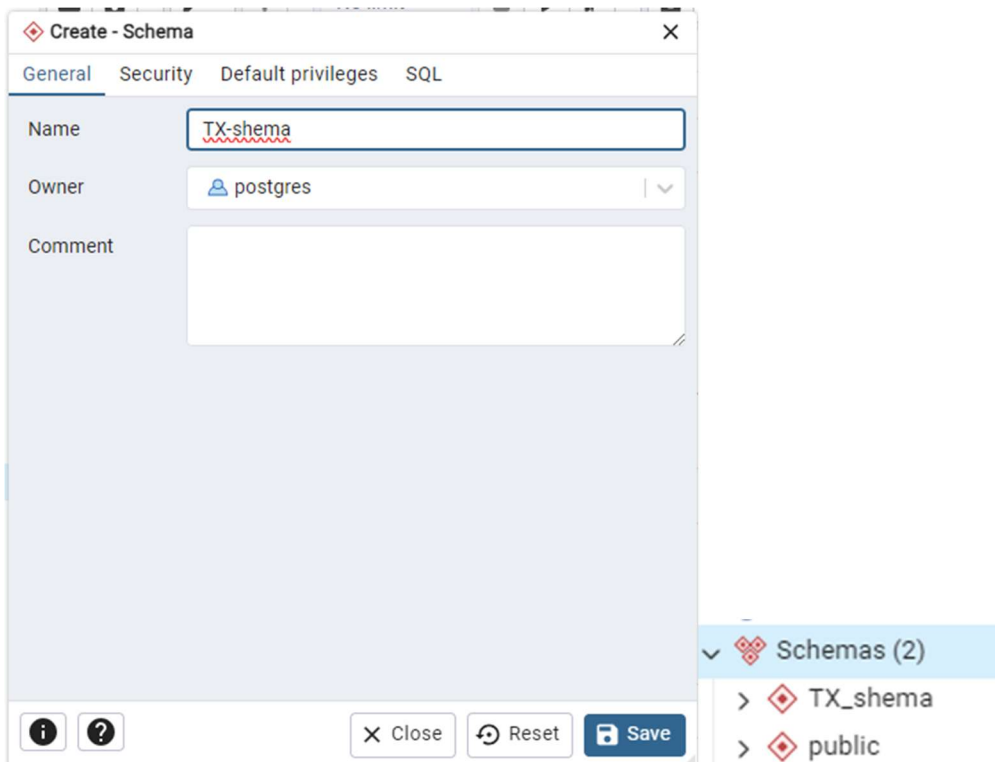 Create - Schema
General Security Default privileges SQL
Name TX-shema
Owner postgres
Comment
Close Reset Save
Schemas (2)
TX_shema
public